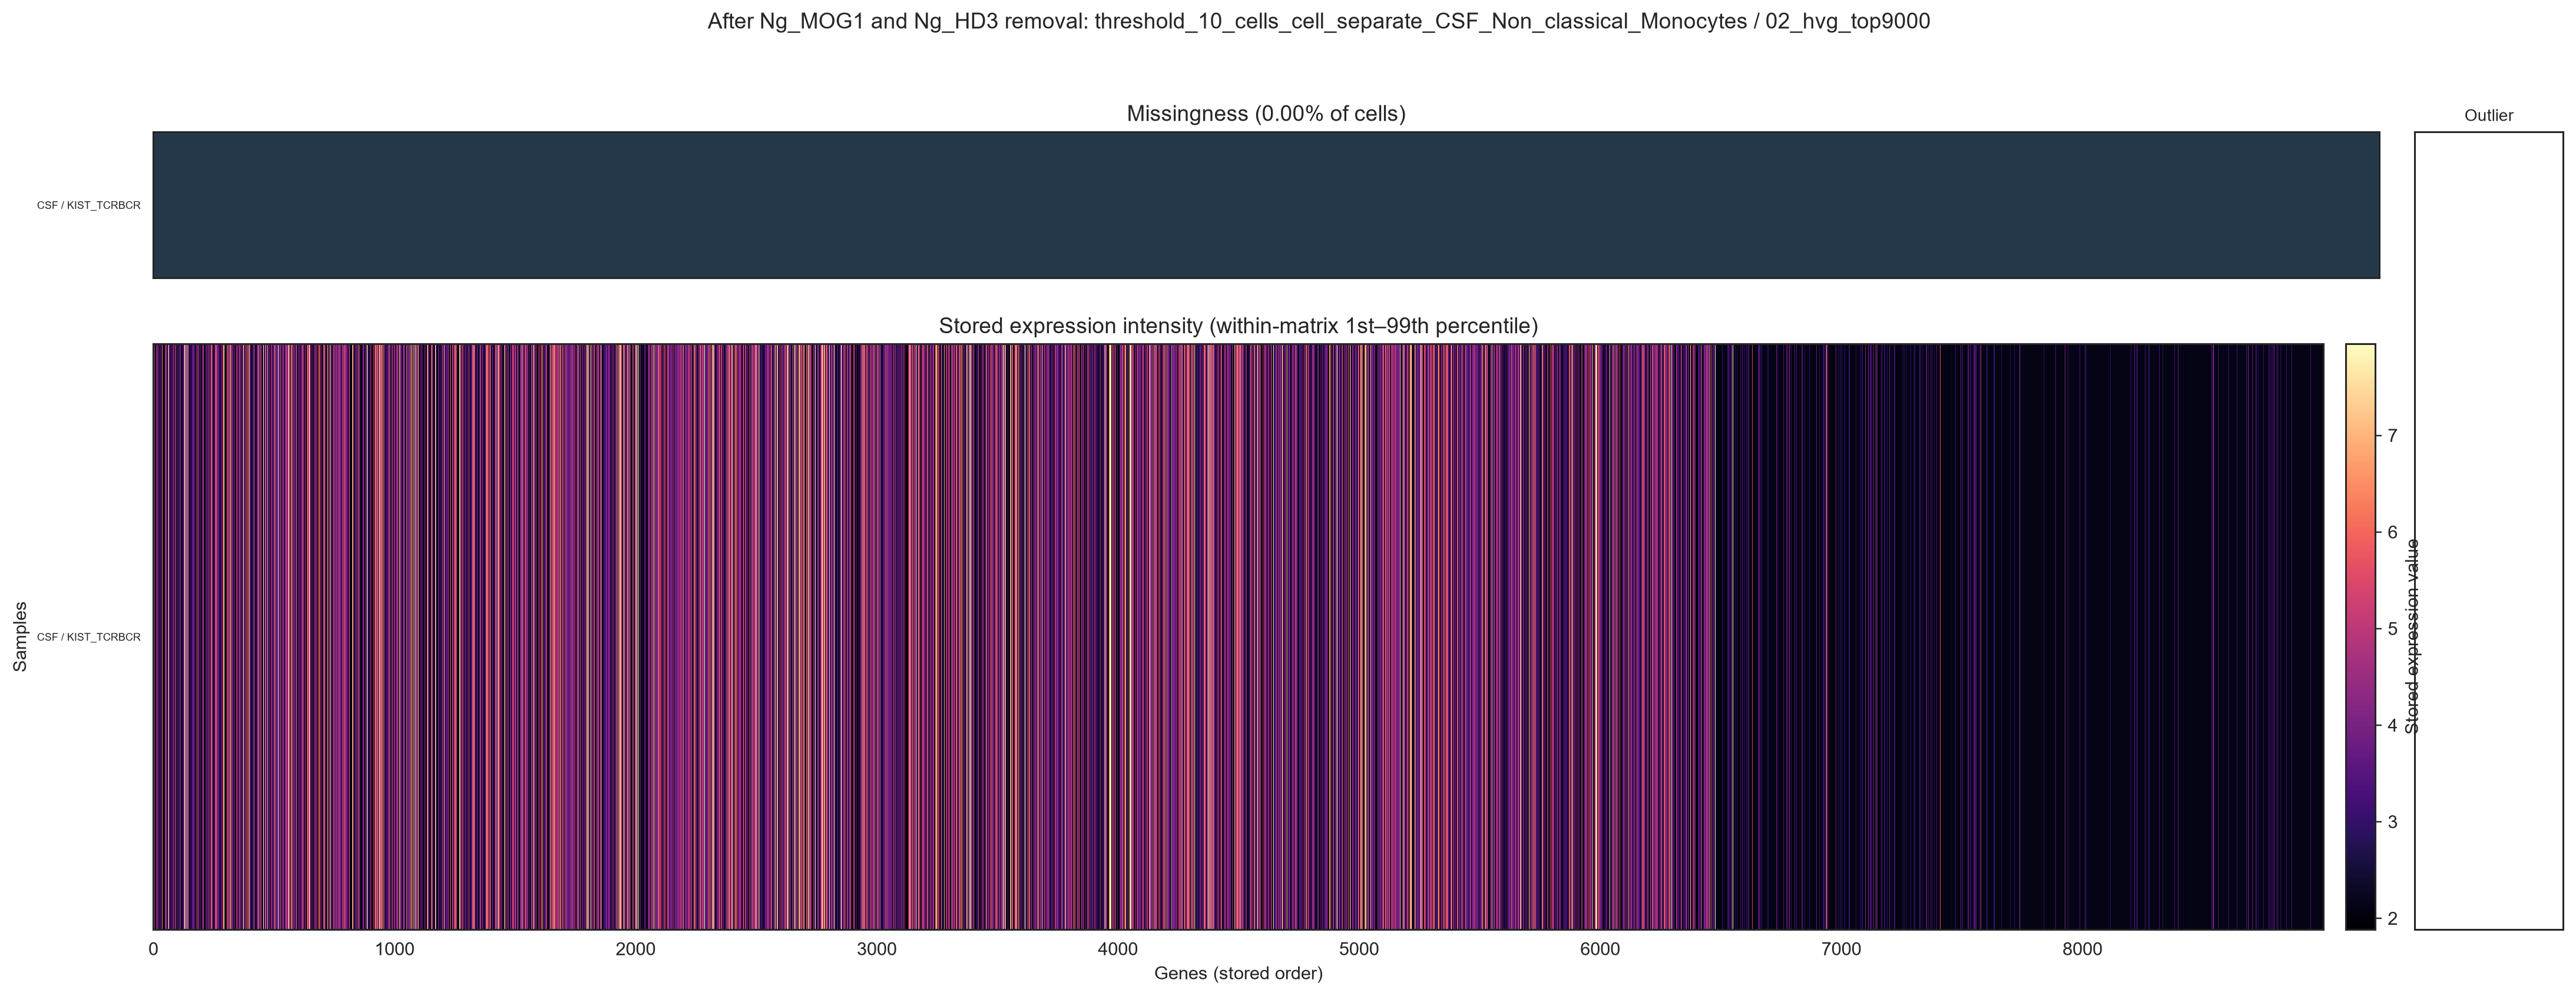 After Ng_MOG1 and Ng_HD3 removal: threshold_10_cells_cell_separate_CSF_Non_classical_Monocytes / 02_hvg_top9000
Missingness (0.00% of cells)
Outlier
CSF / KIST_TCRBCR
Stored expression intensity (within-matrix 1st–99th percentile)
Samples
CSF / KIST_TCRBCR
7
6
5
4
3
2
Stored expression value
0 1000 2000 3000 4000 5000 6000 7000 8000
Genes (stored order)